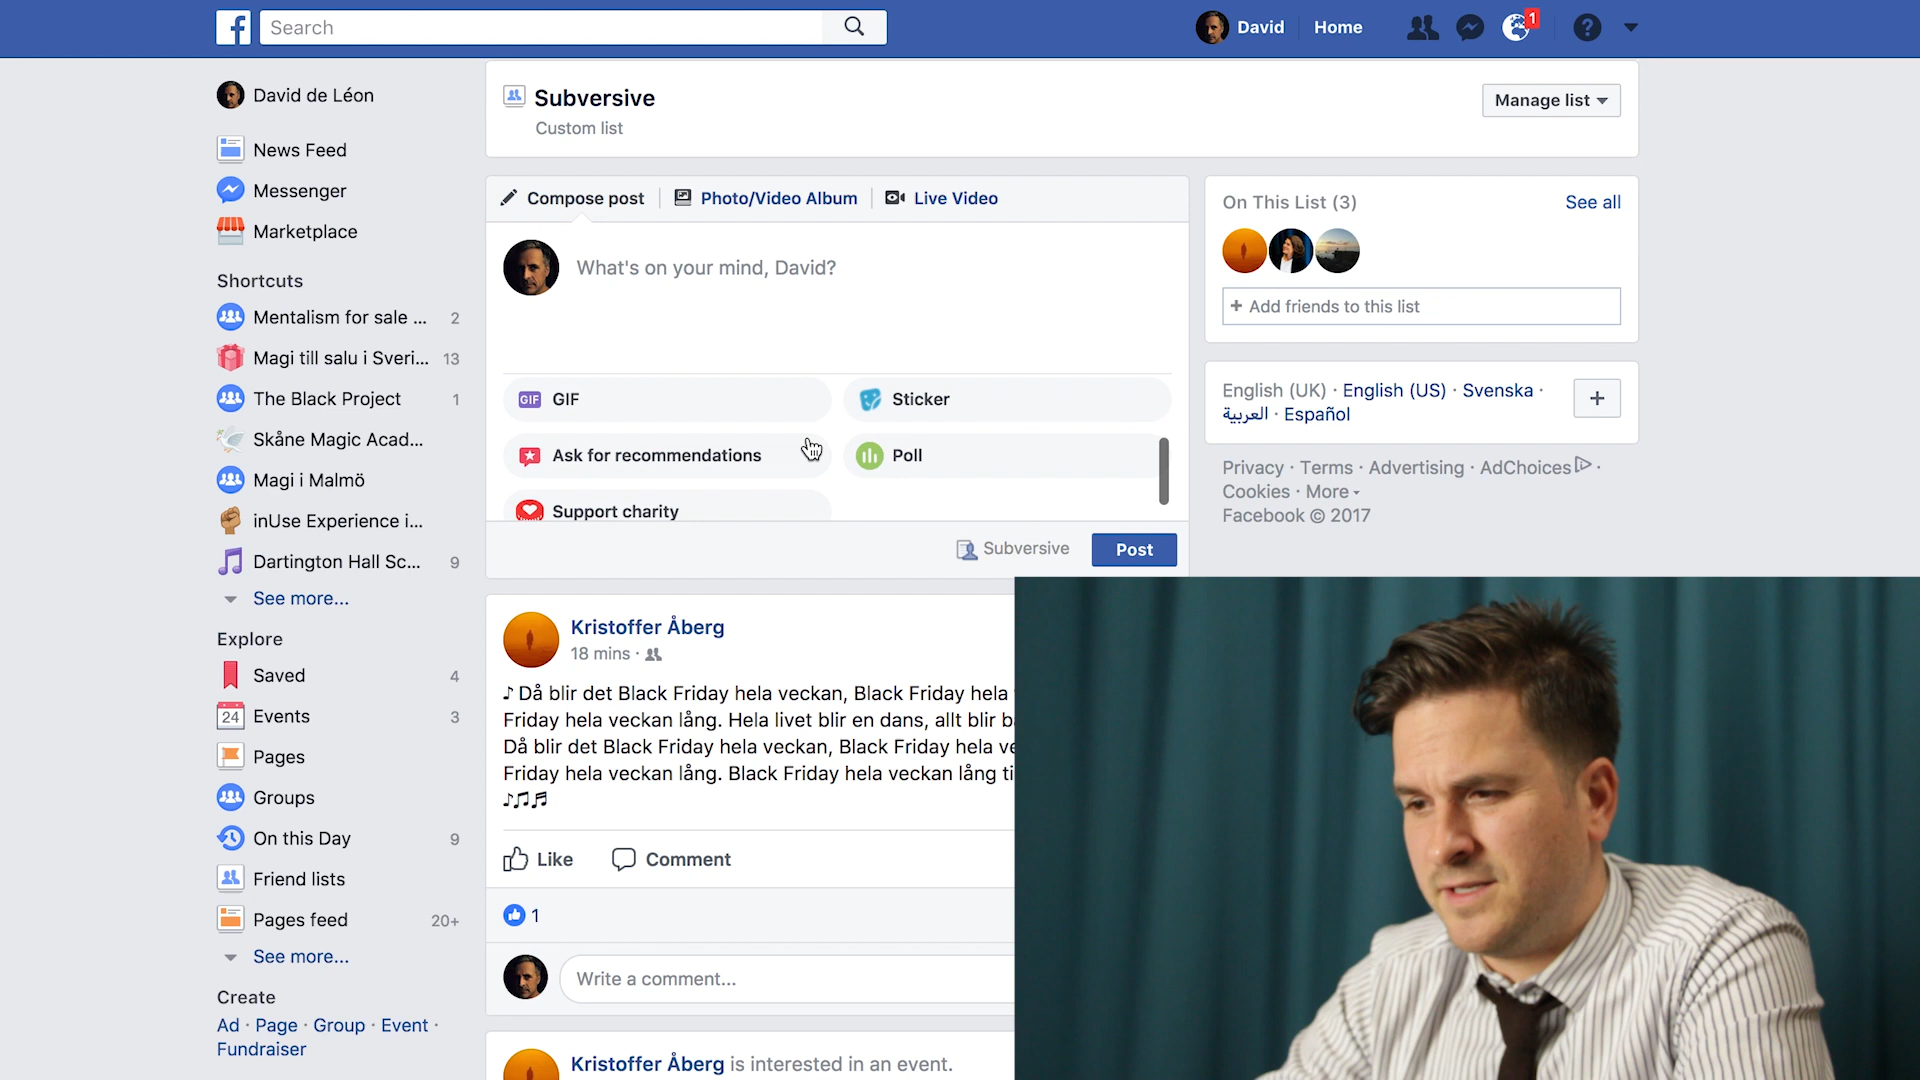 Search
David
Home
1
David de Léon
News Feed
Messenger
Marketplace
Shortcuts
Mentalism for sale ... 2
Magi till salu i Sveri... 13
The Black Project 1
Skåne Magic Acad...
Magi i Malmö
inUse Experience i...
Dartington Hall Sc... 9
See more...
Explore
Saved 4
24 Events 3
Pages
Groups
On this Day 9
Friend lists
Pages feed 20+
See more...
Create
Ad · Page · Group · Event ·
Fundraiser
Subversive
Custom list
Manage list
Compose post
Photo/Video Album
Live Video
What's on your mind, David?
GIF GIF
Sticker
Ask for recommendations
Poll
Support charity
Subversive
Post
Kristoffer Åberg
18 mins ·
♪ Då blir det Black Friday hela veckan, Black Friday hela
Friday hela veckan lång. Hela livet blir en dans, allt blir
Då blir det Black Friday hela veckan, Black Friday hela
Friday hela veckan lång. Black Friday hela veckan lång
♪♫♬
Like
Comment
1
Write a comment...
Kristoffer Åberg is interested in an event.
On This List (3)
See all
+ Add friends to this list
English (UK) · English (US) · Svenska ·
العربية · Español
+
Privacy · Terms · Advertising · AdChoices ·
Cookies · More
Facebook © 2017